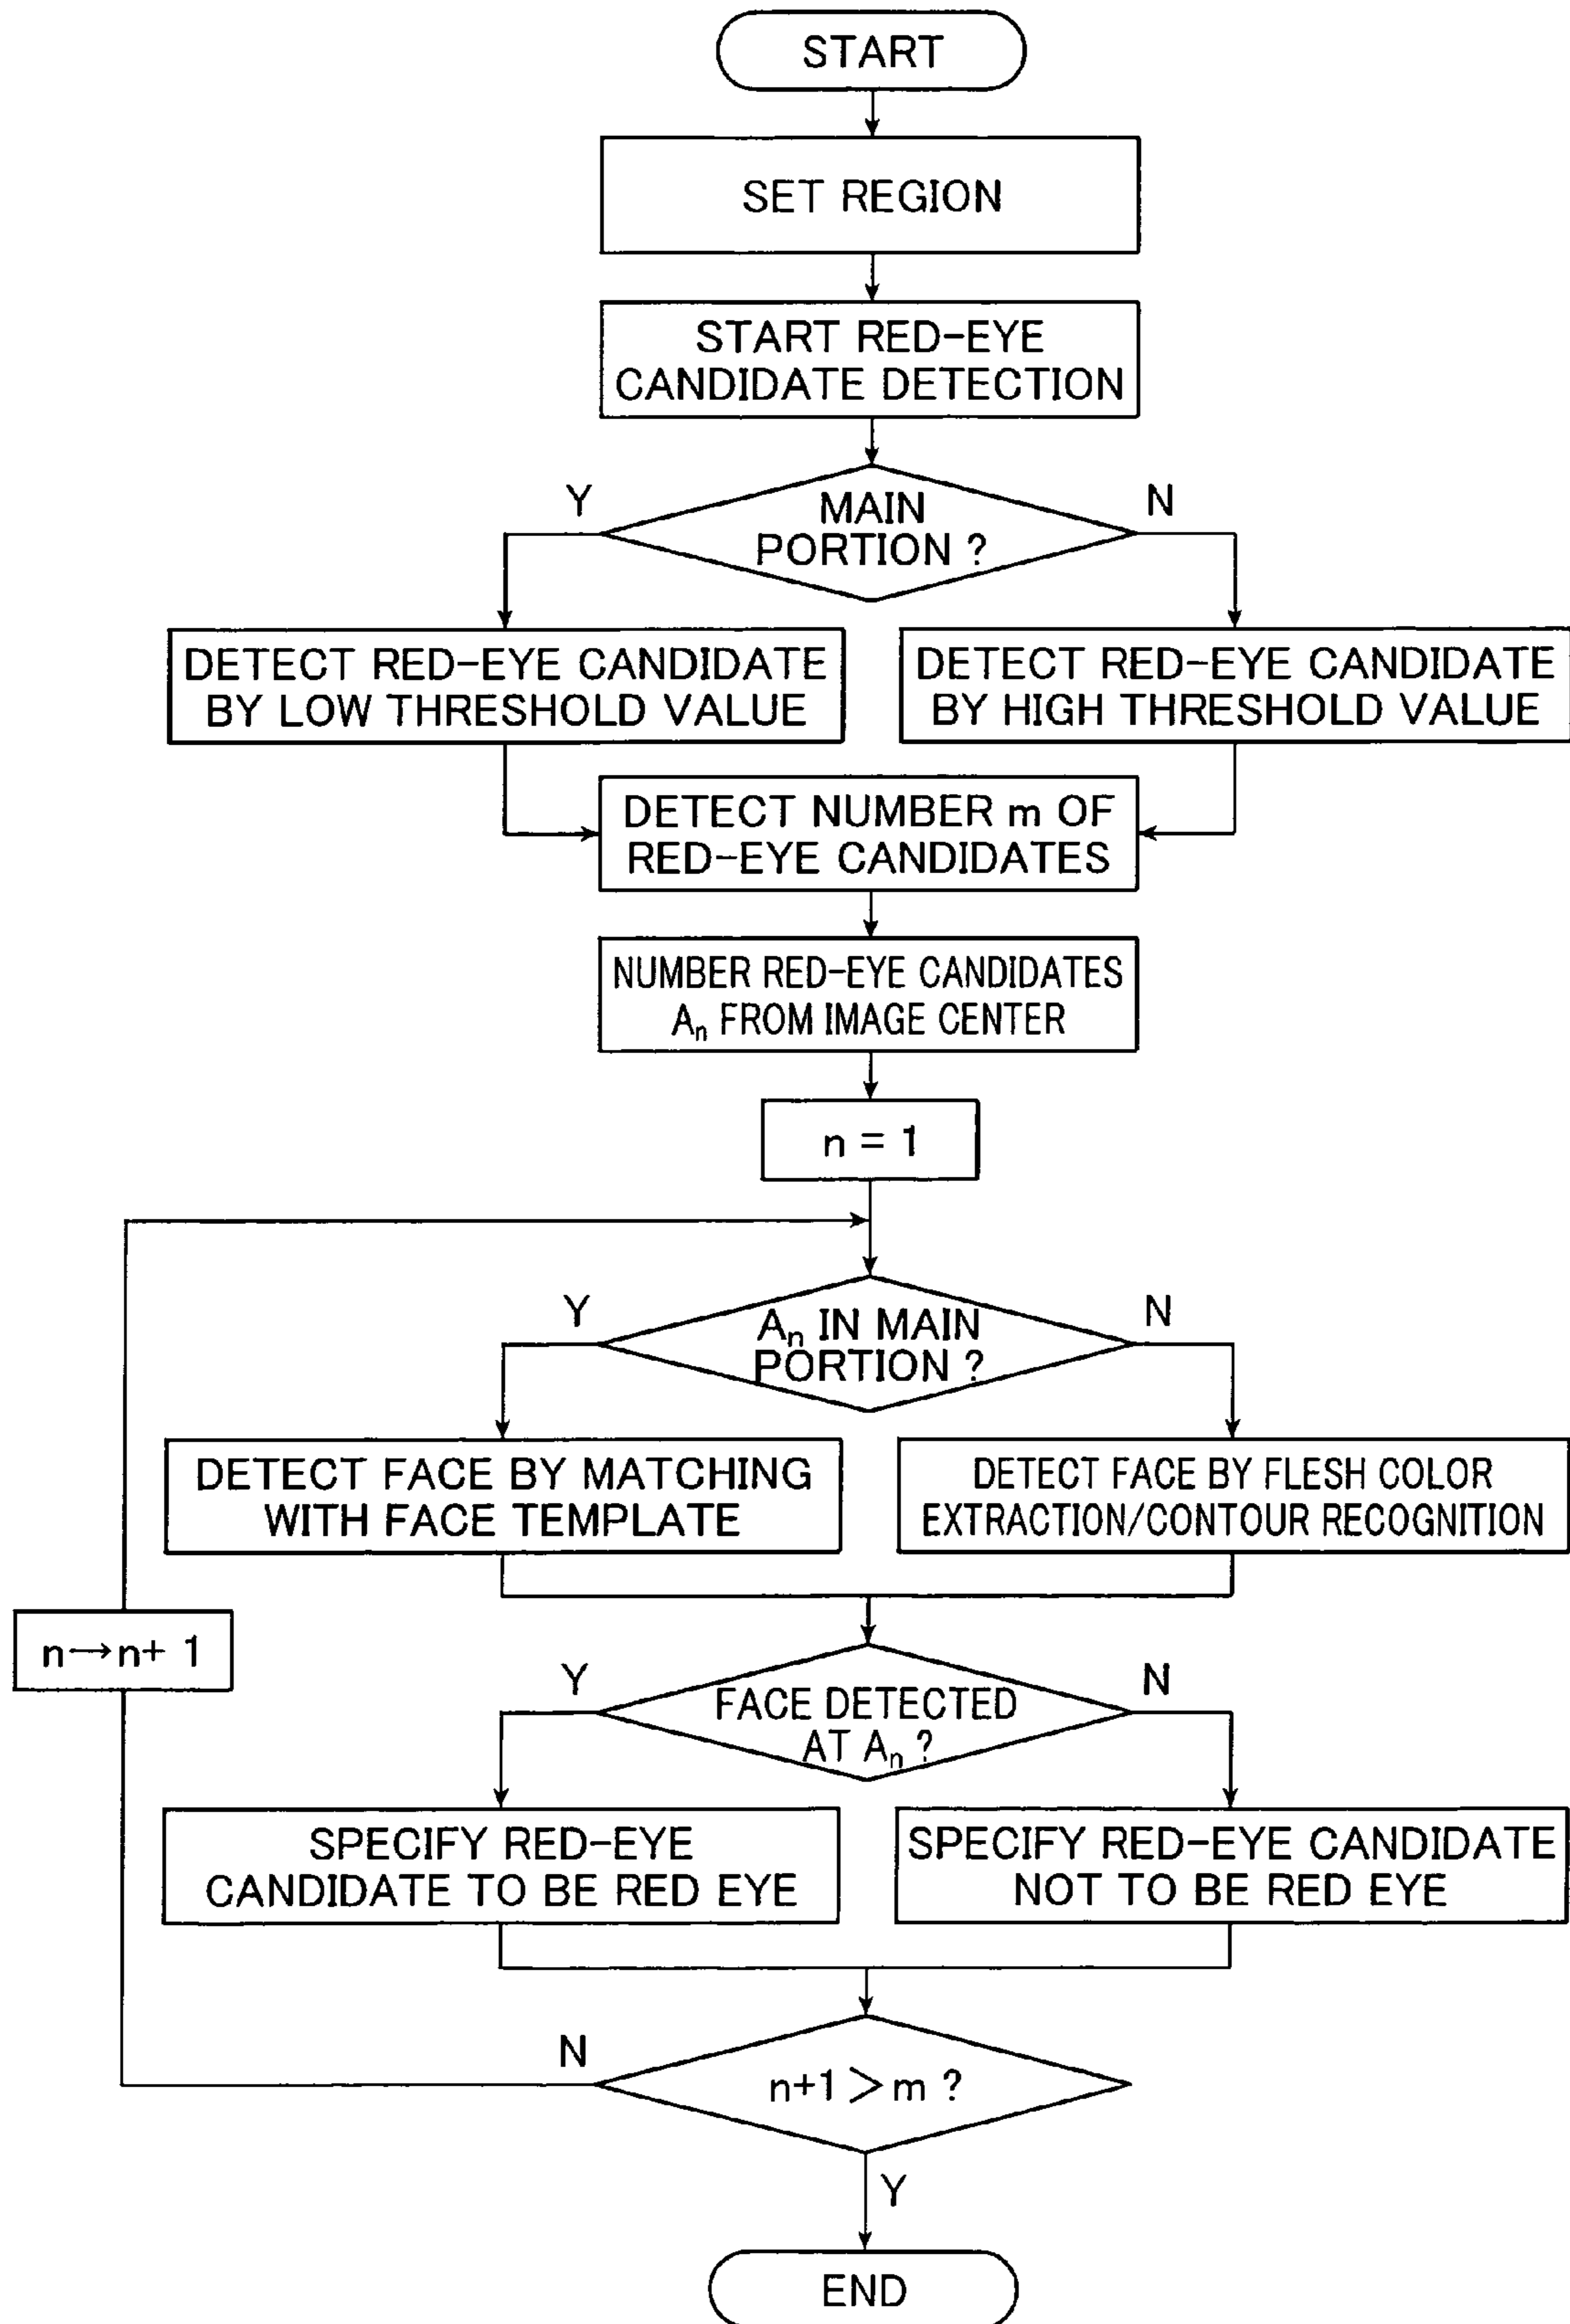 START
SET REGION
START RED-EYE
CANDIDATE DETECTION
Y
N
MAIN
PORTION ?
DETECT RED-EYE CANDIDATE
BY LOW THRESHOLD VALUE
DETECT RED-EYE CANDIDATE
BY HIGH THRESHOLD VALUE
DETECT NUMBER m OF
RED-EYE CANDIDATES
NUMBER RED-EYE CANDIDATES
Aₙ FROM IMAGE CENTER
n = 1
Y
N
Aₙ IN MAIN
PORTION ?
DETECT FACE BY MATCHING
WITH FACE TEMPLATE
DETECT FACE BY FLESH COLOR
EXTRACTION/CONTOUR RECOGNITION
n→n+ 1
Y
N
FACE DETECTED
AT Aₙ ?
SPECIFY RED-EYE
CANDIDATE TO BE RED EYE
SPECIFY RED-EYE CANDIDATE
NOT TO BE RED EYE
N
n+1 > m ?
Y
END